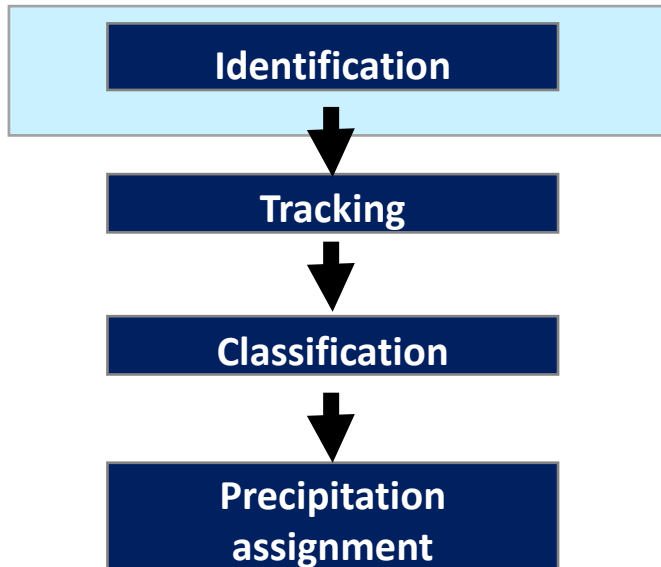 Identification
Tracking
Classification
Precipitation
assignment